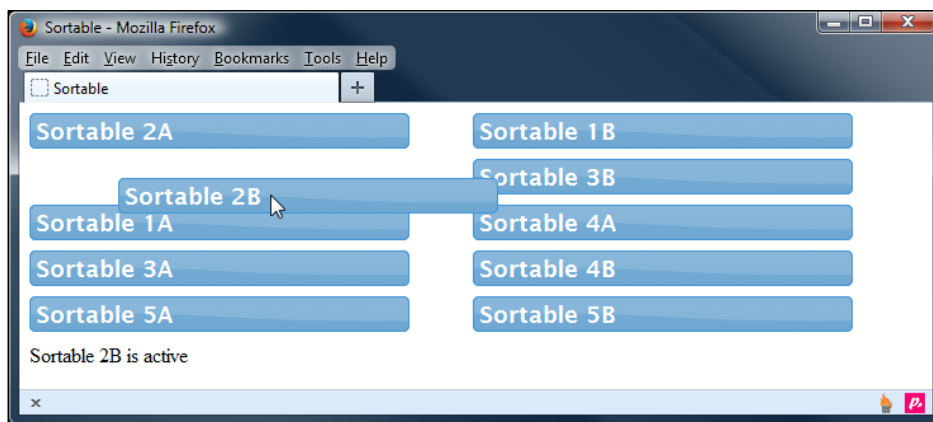 Sortable - Mozilla Firefox
File Edit View History Bookmarks Tools Help
Sortable
Sortable 2A
Sortable 1B
Sortable 3B
Sortable 2B
Sortable 1A
Sortable 4A
Sortable 3A
Sortable 4B
Sortable 5A
Sortable 5B
Sortable 2B is active